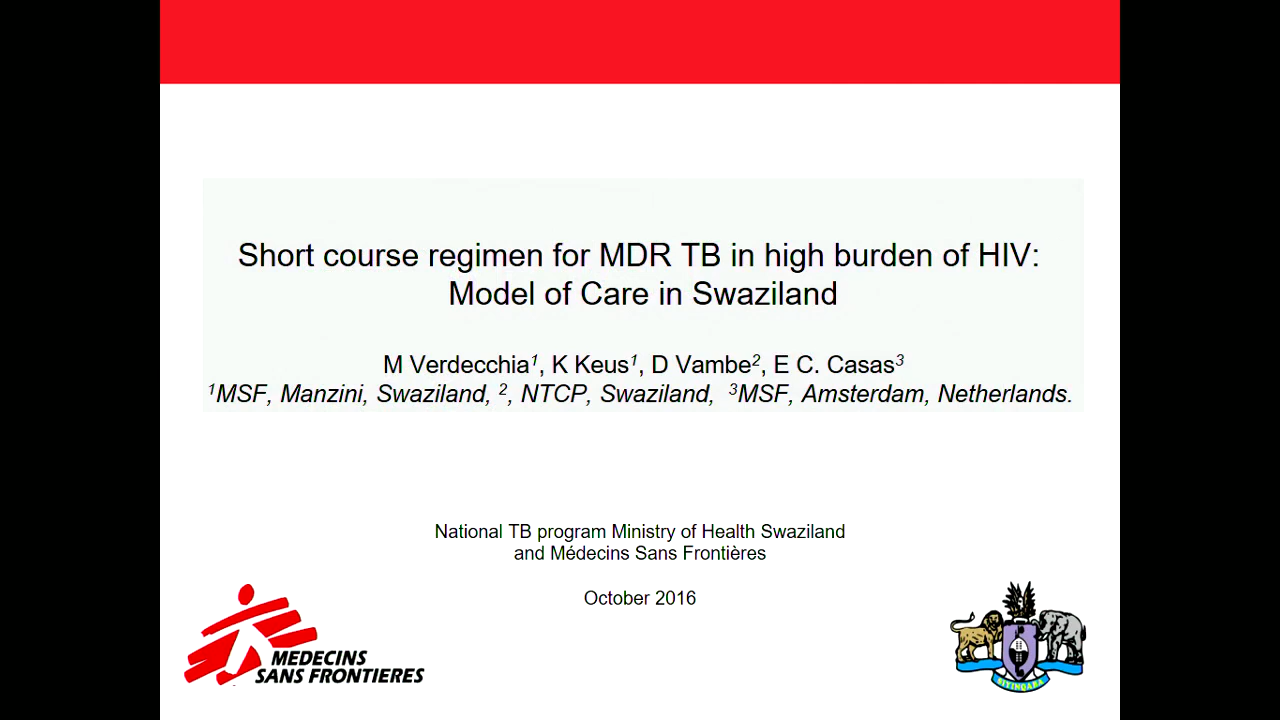 Short course regimen for MDR TB in high burden of HIV:
Model of Care in Swaziland
M Verdecchia¹, K Keus¹, D Vambe², E C. Casas³
¹MSF, Manzini, Swaziland, ², NTCP, Swaziland, ³MSF, Amsterdam, Netherlands.
National TB program Ministry of Health Swaziland
and Médecins Sans Frontières
October 2016
MEDECINS
SANS FRONTIERES
SIYINQABA